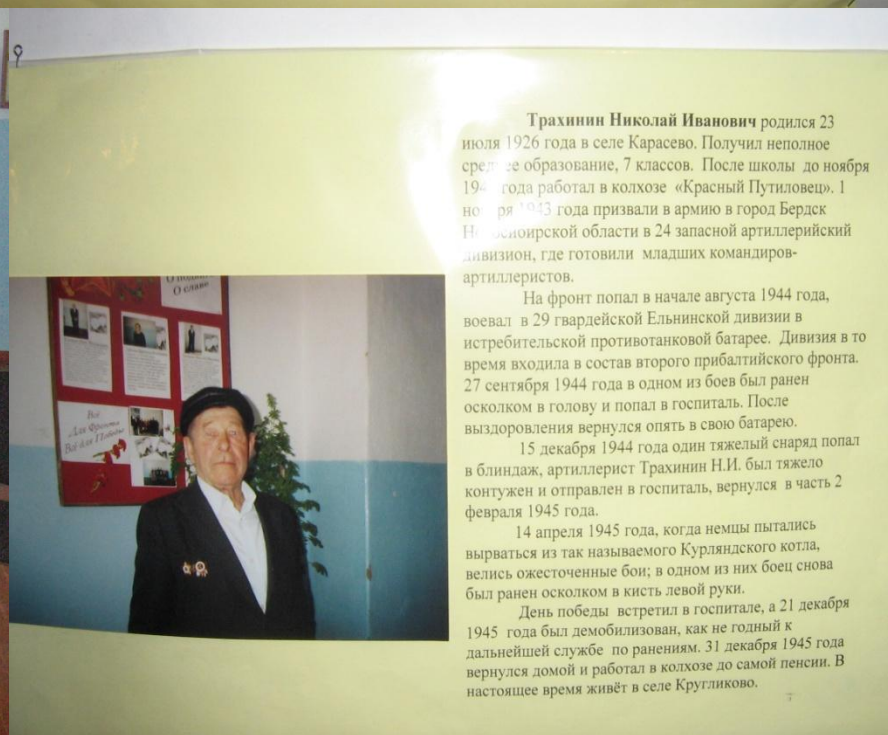 О подвиге
О славе
Всё
Для Фронта
Всё для Победы
Трахинин Николай Иванович родился 23
июля 1926 года в селе Карасево. Получил неполное
образование, 7 классов. После школы до ноября
года работал в колхозе «Красный Путиловец». 1
года призвали в армию в город Бердск
области в 24 запасной артиллерийский
дивизион, где готовили младших командиров-
артиллеристов.
На фронт попал в начале августа 1944 года,
воевал в 29 гвардейской Ельнинской дивизии в
истребительской противотанковой батарее. Дивизия в то
время входила в состав второго прибалтийского фронта.
27 сентября 1944 года в одном из боев был ранен
осколком в голову и попал в госпиталь. После
выздоровления вернулся опять в свою батарею.
15 декабря 1944 года один тяжелый снаряд попал
в блиндаж, артиллерист Трахинин Н.И. был тяжело
контужен и отправлен в госпиталь, вернулся в часть 2
февраля 1945 года.
14 апреля 1945 года, когда немцы пытались
вырваться из так называемого Курляндского котла,
велись ожесточенные бои; в одном из них боец снова
был ранен осколком в кисть левой руки.
День победы встретил в госпитале, а 21 декабря
1945 года был демобилизован, как не годный к
дальнейшей службе по ранениям. 31 декабря 1945 года
вернулся домой и работал в колхозе до самой пенсии. В
настоящее время живёт в селе Кругликово.